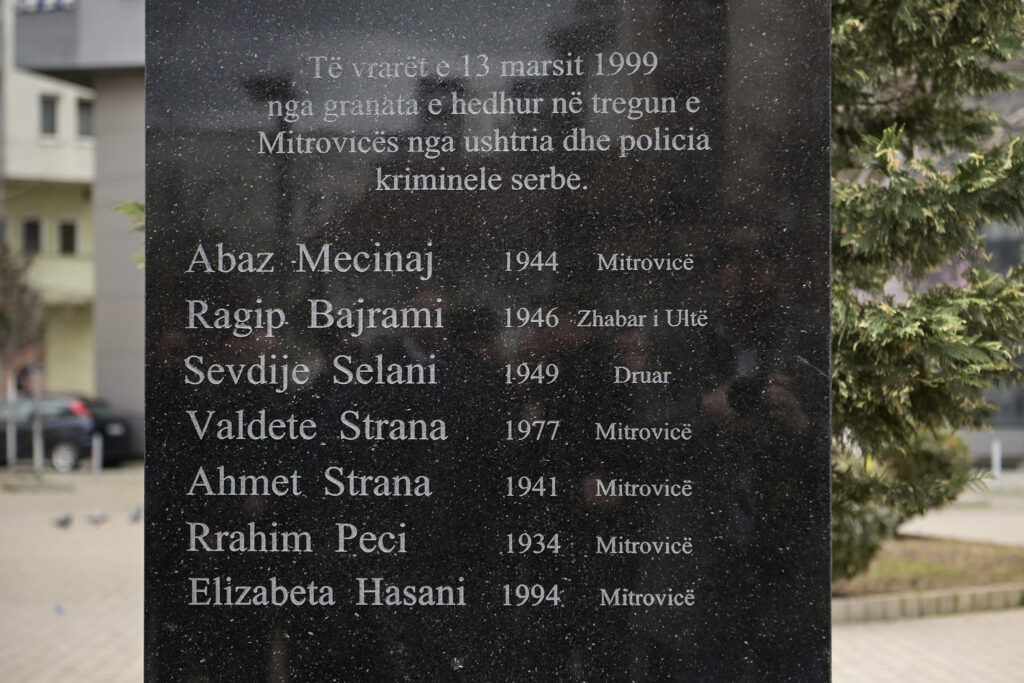 Të vrarët e 13 marsit 1999
nga granata e hedhur në tregun e
Mitrovicës nga ushtria dhe policia
kriminele serbe.
Abaz Mecinaj 1944 Mitrovicë
Ragip Bajrami 1946 Zhabar i Ultë
Sevdije Selani 1949 Druar
Valdete Strana 1977 Mitrovicë
Ahmet Strana 1941 Mitrovicë
Rrahim Peci 1934 Mitrovicë
Elizabeta Hasani 1994 Mitrovicë